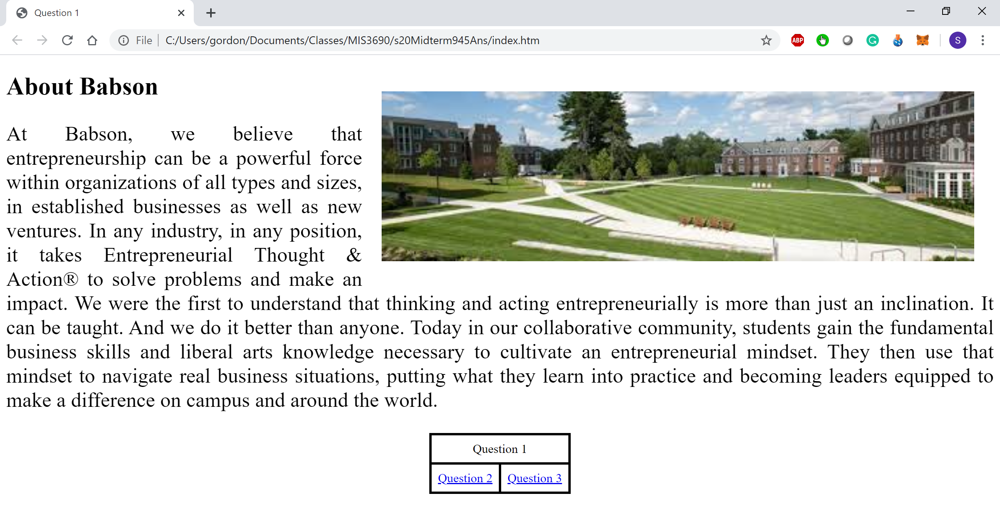 Question 1
File
C:/Users/gordon/Documents/Classes/MIS3690/s20Midterm945Ans/index.htm
ABP
S
About Babson
At Babson, we believe that
entrepreneurship can be a powerful force
within organizations of all types and sizes,
in established businesses as well as new
ventures. In any industry, in any position,
it takes Entrepreneurial Thought &
Action® to solve problems and make an
impact. We were the first to understand that thinking and acting entrepreneurially is more than just an inclination. It
can be taught. And we do it better than anyone. Today in our collaborative community, students gain the fundamental
business skills and liberal arts knowledge necessary to cultivate an entrepreneurial mindset. They then use that
mindset to navigate real business situations, putting what they learn into practice and becoming leaders equipped to
make a difference on campus and around the world.
Question 1
Question 2
Question 3